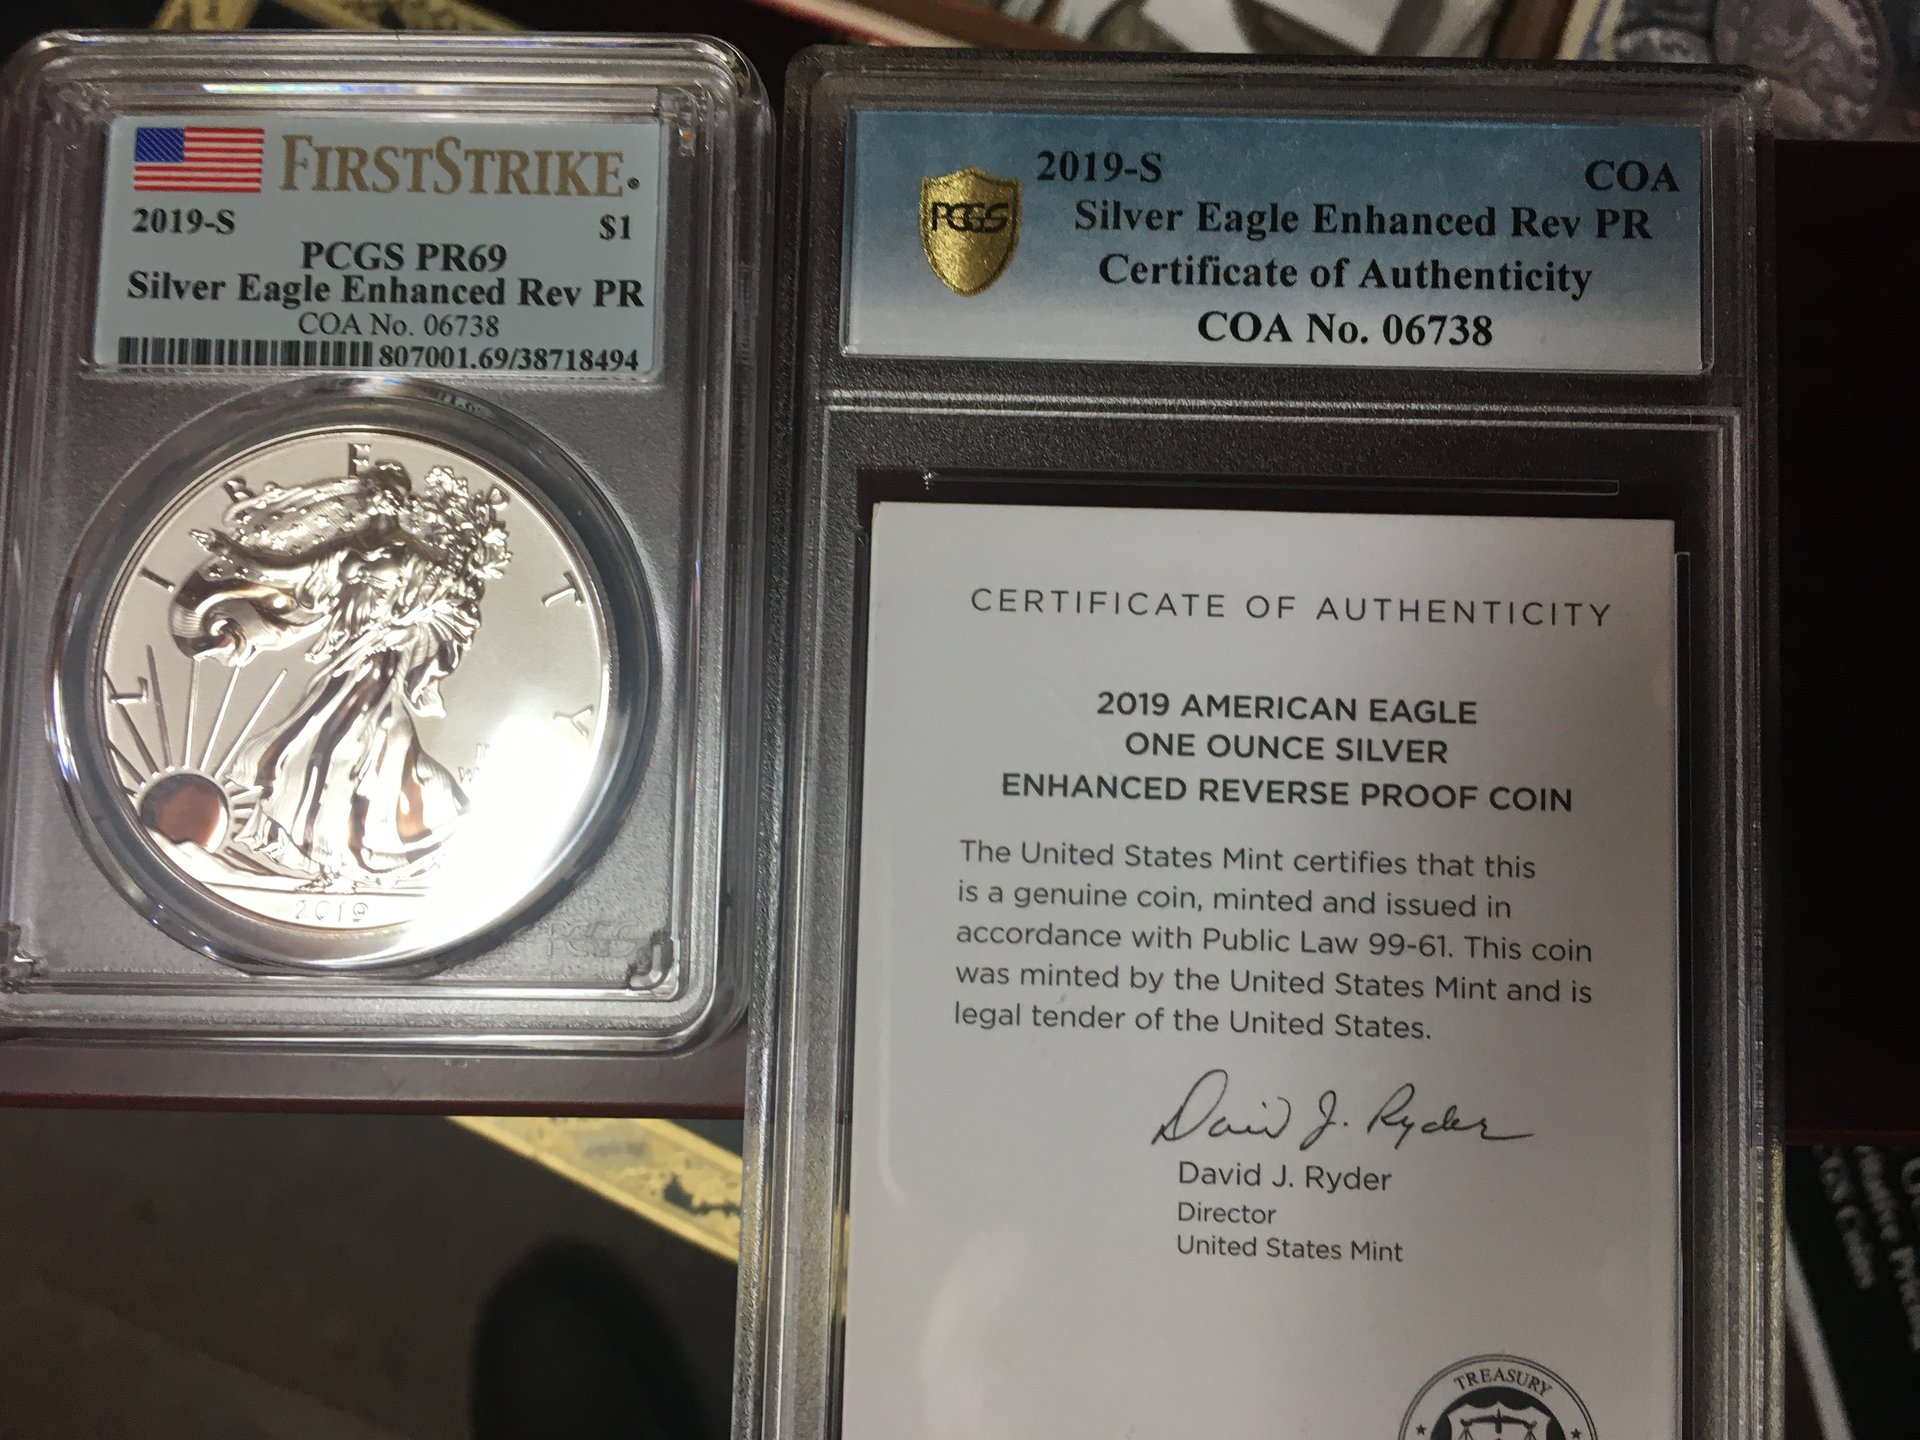 FIRSTSTRIKE.
2019-S $1
PCGS PR69
Silver Eagle Enhanced Rev PR
COA No. 06738
807001.69/38718494
LIBERTY
2019
PCGS
PCGS
2019-S COA
Silver Eagle Enhanced Rev PR
Certificate of Authenticity
COA No. 06738
CERTIFICATE OF AUTHENTICITY
2019 AMERICAN EAGLE
ONE OUNCE SILVER
ENHANCED REVERSE PROOF COIN
The United States Mint certifies that this
is a genuine coin, minted and issued in
accordance with Public Law 99-61. This coin
was minted by the United States Mint and is
legal tender of the United States.
David J. Ryder
David J. Ryder
Director
United States Mint
TREASURY